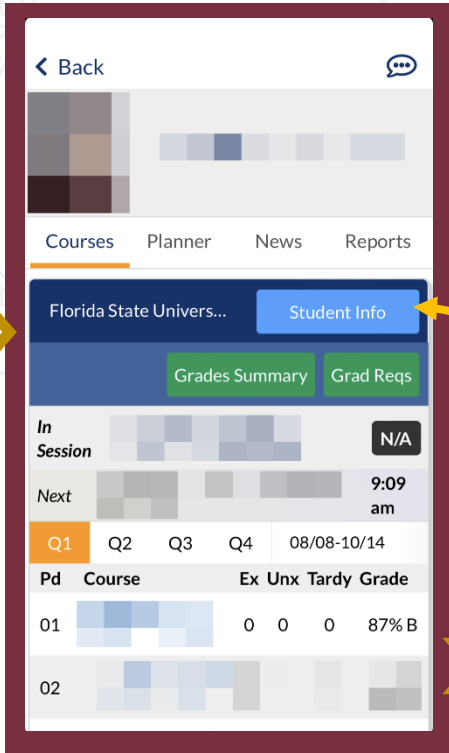 Back
Courses Planner News Reports
Florida State Univers... Student Info
Grades Summary Grad Reqs
In
Session N/A
Next 9:09
am
Q1 Q2 Q3 Q4 08/08-10/14
Pd Course Ex Unx Tardy Grade
01 0 0 0 87% B
02